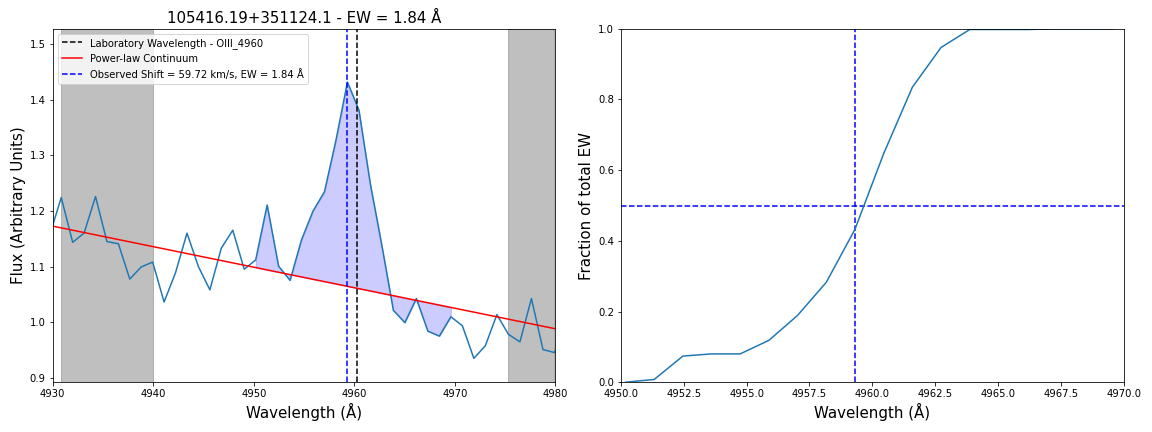 105416.19+351124.1 - EW = 1.84 Å
Laboratory Wavelength - OIII_4960
Power-law Continuum
Observed Shift = 59.72 km/s, EW = 1.84 Å
Flux (Arbitrary Units)
1.5
1.4
1.3
1.2
1.1
1.0
0.9
4930 4940 4950 4960 4970 4980
Wavelength (Å)
Fraction of total EW
1.0
0.8
0.6
0.4
0.2
0.0
4950.0 4952.5 4955.0 4957.5 4960.0 4962.5 4965.0 4967.5 4970.0
Wavelength (Å)